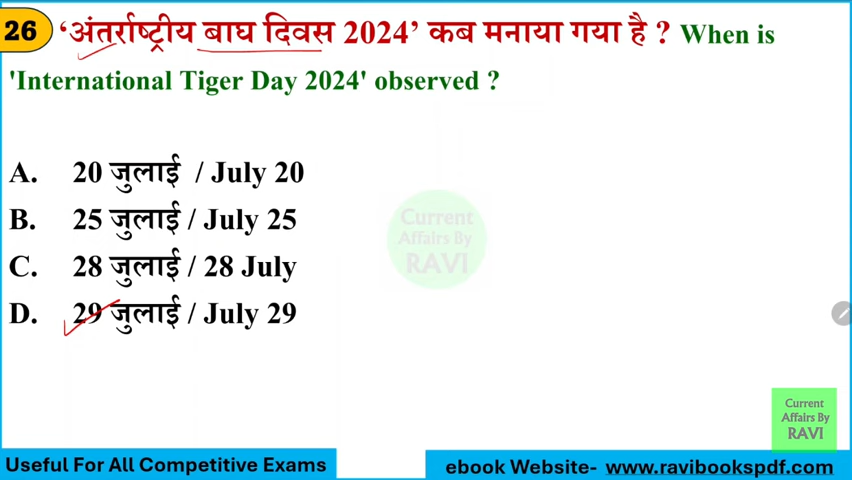 26
‘अंतर्राष्ट्रीय बाघ दिवस 2024’ कब मनाया गया है ? When is
'International Tiger Day 2024' observed ?
A. 20 जुलाई / July 20
B. 25 जुलाई / July 25
C. 28 जुलाई / 28 July
D. 29 जुलाई / July 29
Current
Affairs By
RAVI
Current
Affairs By
RAVI
Useful For All Competitive Exams
ebook Website- www.ravibookspdf.com